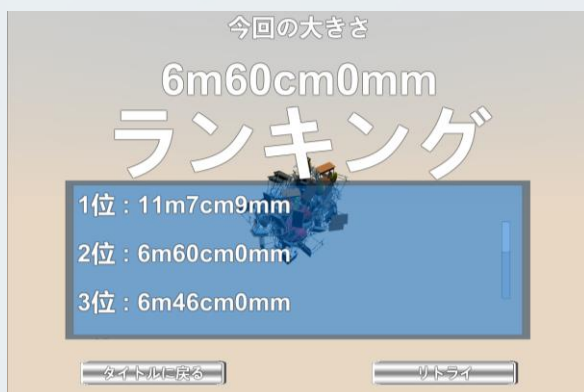 今回の大きさ
6m60cm0mm
ランキング
1位：11m7cm9mm
2位：6m60cm0mm
3位：6m46cm0mm
タイトルに戻る
リトライ